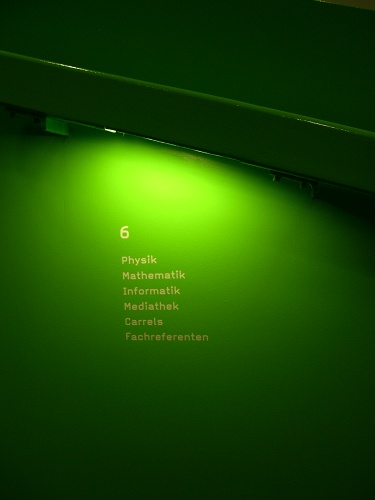 6
Physik
Mathematik
Informatik
Mediathek
Carrels
Fachreferenten